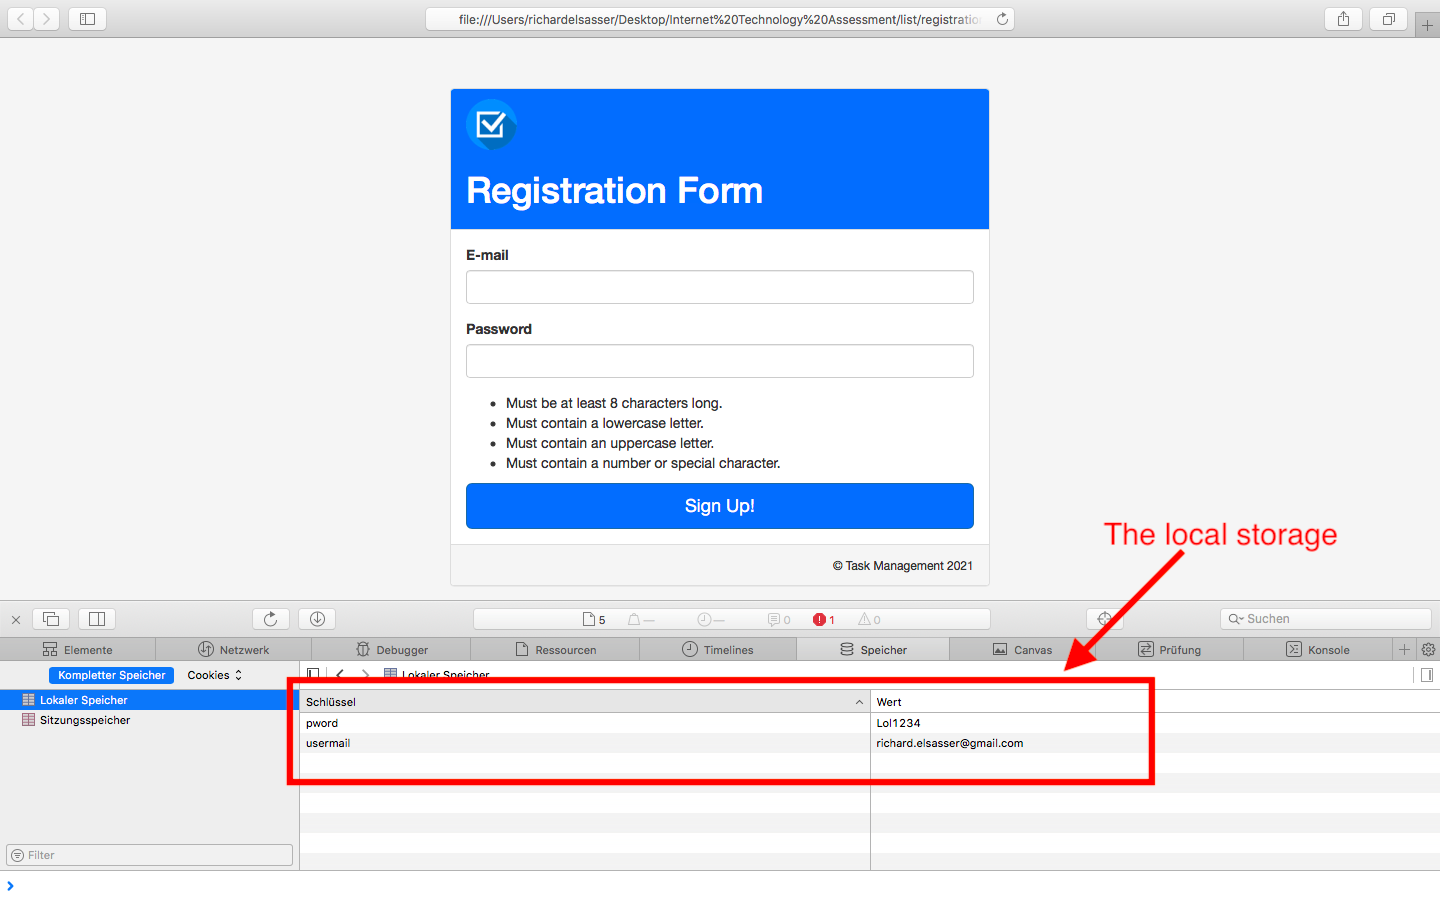 file:///Users/richardelsasser/Desktop/Internet%20Technology%20Assessment/list/registratio
Registration Form
E-mail
Password
• Must be at least 8 characters long.
• Must contain a lowercase letter.
• Must contain an uppercase letter.
• Must contain a number or special character.
Sign Up!
The local storage
© Task Management 2021
5 — — 0 1 0 Suchen
Elemente Netzwerk Debugger Ressourcen Timelines Speicher Canvas Prüfung Konsole
Kompletter Speicher Cookies Lokaler Speicher
Lokaler Speicher Schlüssel Wert
Sitzungsspeicher pword Lol1234
usermail richard.elsasser@gmail.com
Filter